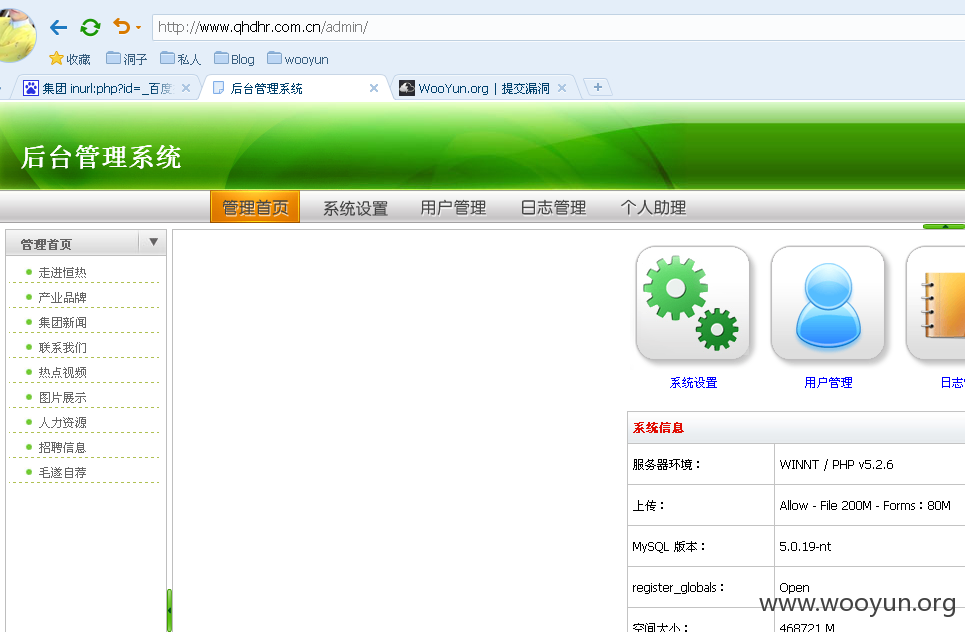 http://www.qhdhr.com.cn/admin/
收藏 洞子 私人 Blog wooyun
集团 inurl:php?id=_百度 后台管理系统 WooYun.org | 提交漏洞
后台管理系统
管理首页 系统设置 用户管理 日志管理 个人助理
管理首页
走进恒热
产业品牌
集团新闻
联系我们
热点视频
图片展示
人力资源
招聘信息
毛遂自荐
系统设置 用户管理 日志
系统信息
服务器环境： WINNT / PHP v5.2.6
上传： Allow - File 200M - Forms：80M
MySQL 版本： 5.0.19-nt
register_globals： Open
www.wooyun.org
空间大小： 468721 M